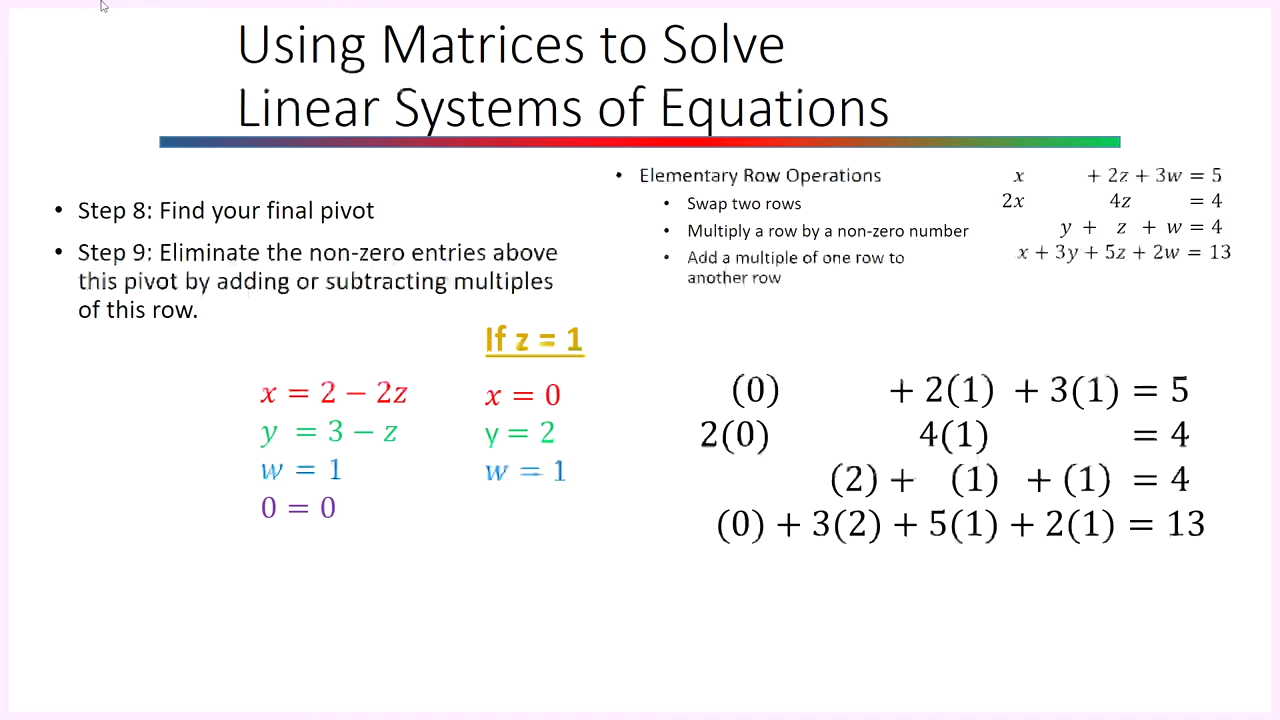 Using Matrices to Solve
Linear Systems of Equations
• Step 8: Find your final pivot
• Step 9: Eliminate the non-zero entries above
this pivot by adding or subtracting multiples
of this row.
• Elementary Row Operations
• Swap two rows
• Multiply a row by a non-zero number
• Add a multiple of one row to
another row
x + 2z + 3w = 5
2x 4z = 4
y + z + w = 4
x + 3y + 5z + 2w = 13
x = 2 − 2z
y = 3 − z
w = 1
0 = 0
If z = 1
x = 0
y = 2
w = 1
(0) + 2(1) + 3(1) = 5
2(0) 4(1) = 4
(2) + (1) + (1) = 4
(0) + 3(2) + 5(1) + 2(1) = 13